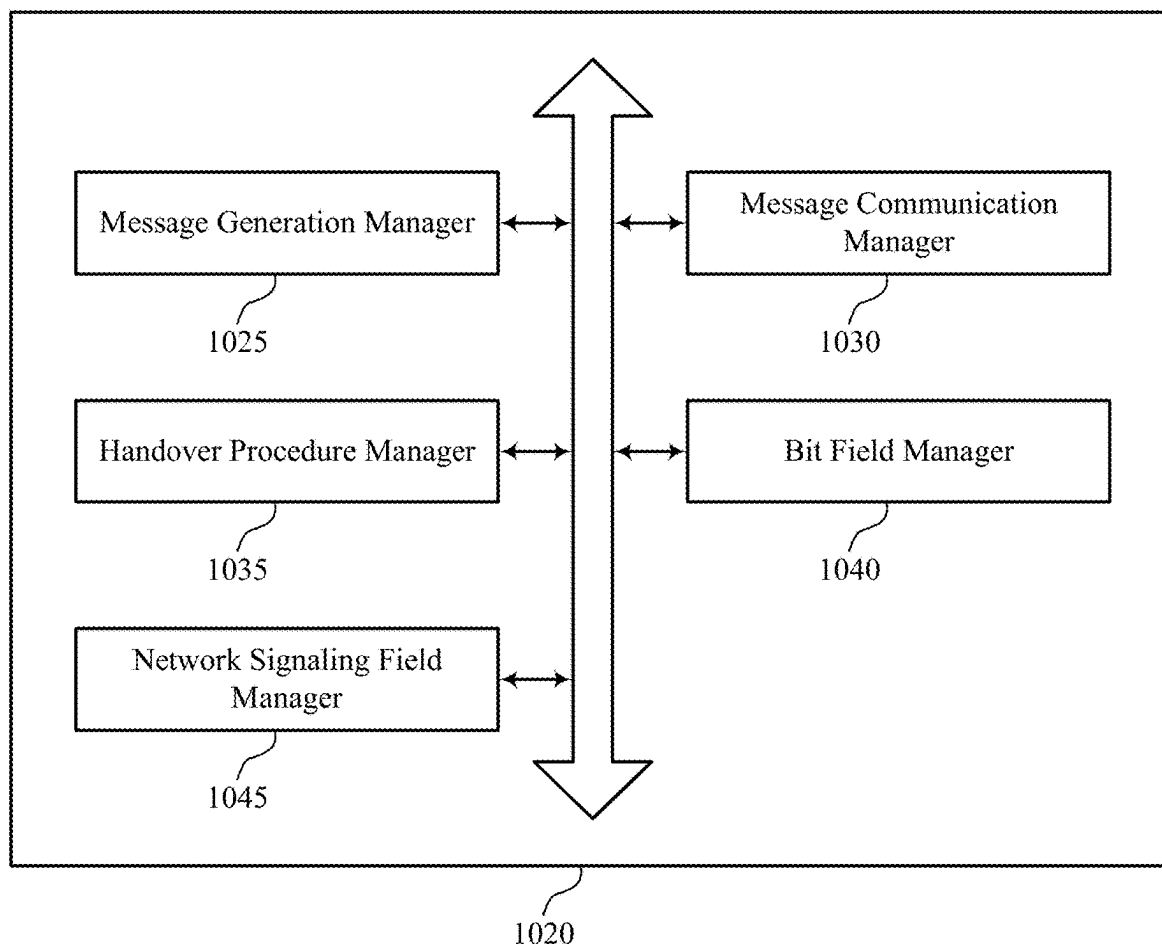 Message Generation Manager
1025
Message Communication
Manager
1030
Handover Procedure Manager
1035
Bit Field Manager
1040
Network Signaling Field
Manager
1045
1020